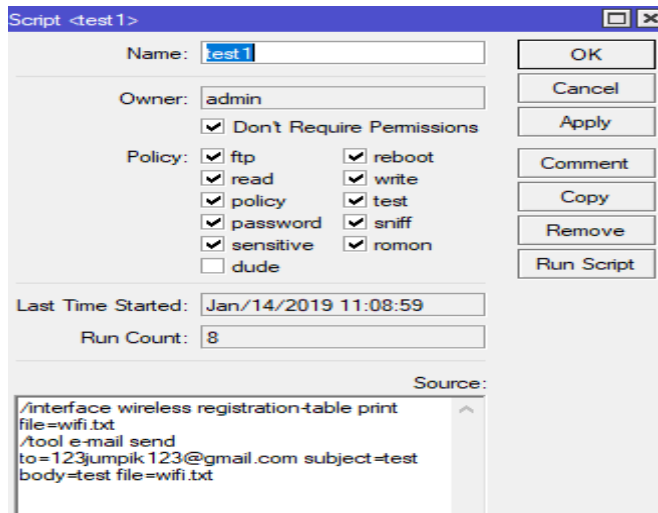 Script <test1>
Name: test1
OK
Owner: admin
Cancel
Don't Require Permissions
Apply
Policy: ftp reboot
Comment
read write
policy test
Copy
password sniff
Remove
sensitive romon
dude
Run Script
Last Time Started: Jan/14/2019 11:08:59
Run Count: 8
Source:
/interface wireless registration-table print
file=wifi.txt
/tool e-mail send
to=123jumpik123@gmail.com subject=test
body=test file=wifi.txt